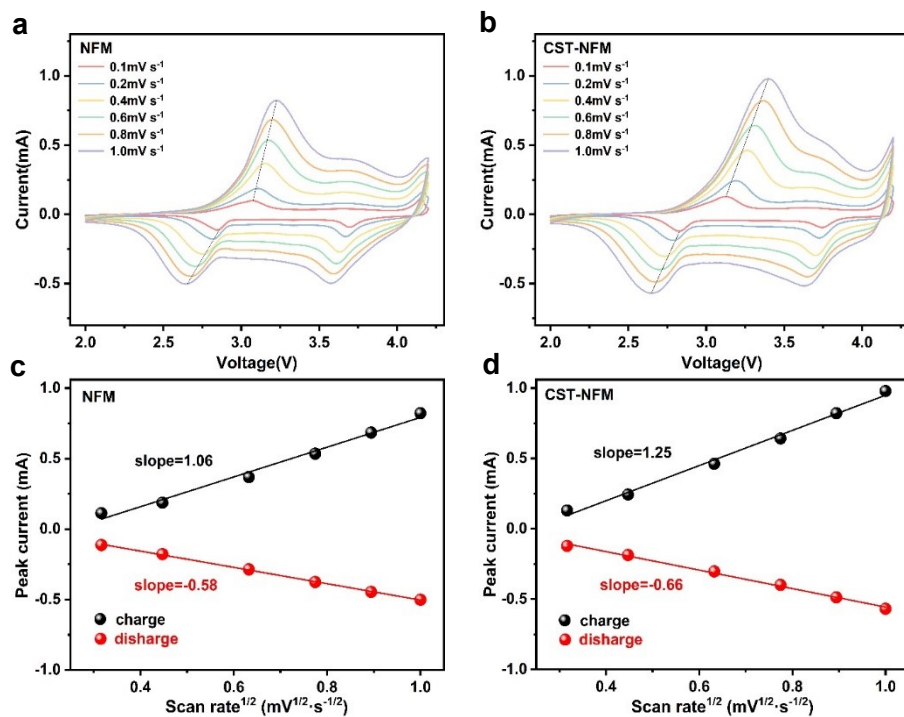 a
NFM
0.1mV s⁻¹
0.2mV s⁻¹
0.4mV s⁻¹
0.6mV s⁻¹
0.8mV s⁻¹
1.0mV s⁻¹
1.0
0.5
0.0
-0.5
Current(mA)
2.0 2.5 3.0 3.5 4.0
Voltage(V)
b
CST-NFM
0.1mV s⁻¹
0.2mV s⁻¹
0.4mV s⁻¹
0.6mV s⁻¹
0.8mV s⁻¹
1.0mV s⁻¹
1.0
0.5
0.0
-0.5
Current(mA)
2.0 2.5 3.0 3.5 4.0
Voltage(V)
c
NFM
slope=1.06
slope=-0.58
charge
disharge
1.0
0.5
0.0
-0.5
-1.0
Peak current (mA)
0.4 0.6 0.8 1.0
Scan rate¹/² (mV¹/²·s⁻¹/²)
d
CST-NFM
slope=1.25
slope=-0.66
charge
disharge
1.0
0.5
0.0
-0.5
-1.0
Peak current (mA)
0.4 0.6 0.8 1.0
Scan rate¹/² (mV¹/²·s⁻¹/²)